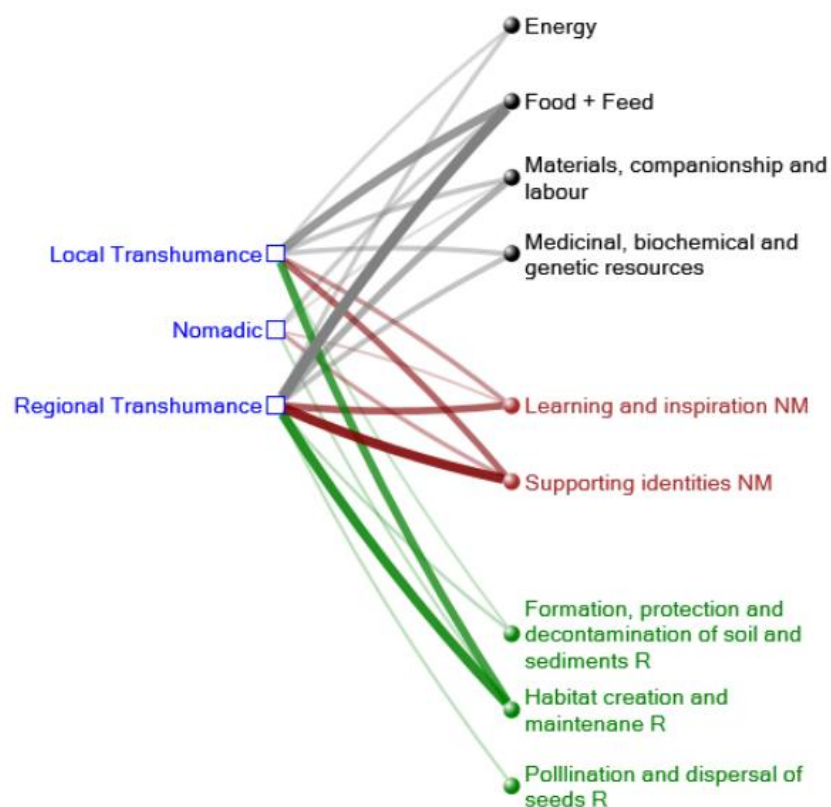 Energy
Food + Feed
Materials, companionship and
labour
Local Transhumance
Medicinal, biochemical and
genetic resources
Nomadic
Regional Transhumance
Learning and inspiration NM
Supporting identities NM
Formation, protection and
decontamination of soil and
sediments R
Habitat creation and
maintenane R
Polllination and dispersal of
seeds R